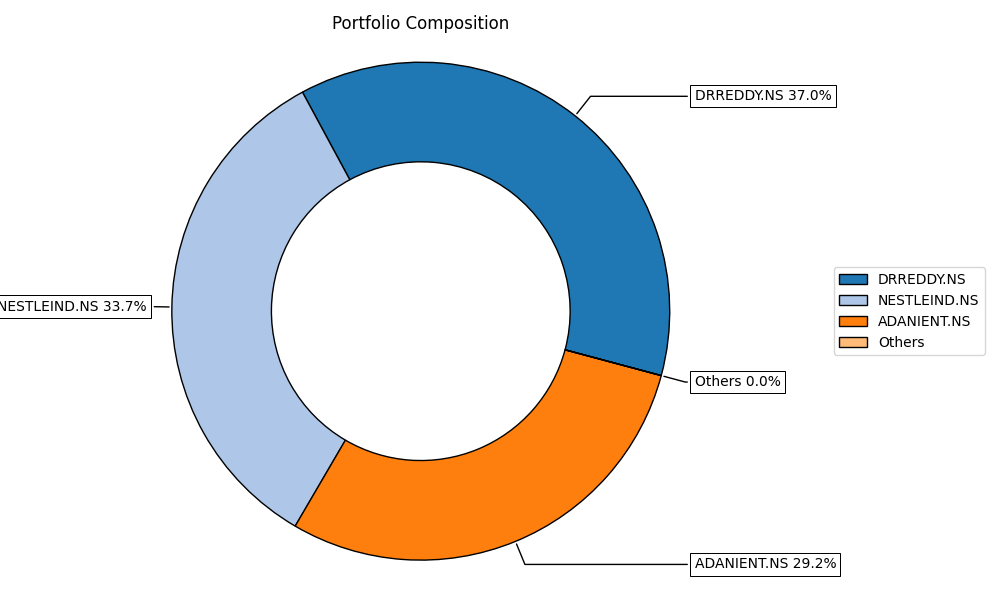 Portfolio Composition
DRREDDY.NS 37.0%
NESTLEIND.NS 33.7%
Others 0.0%
ADANIENT.NS 29.2%
DRREDDY.NS
NESTLEIND.NS
ADANIENT.NS
Others